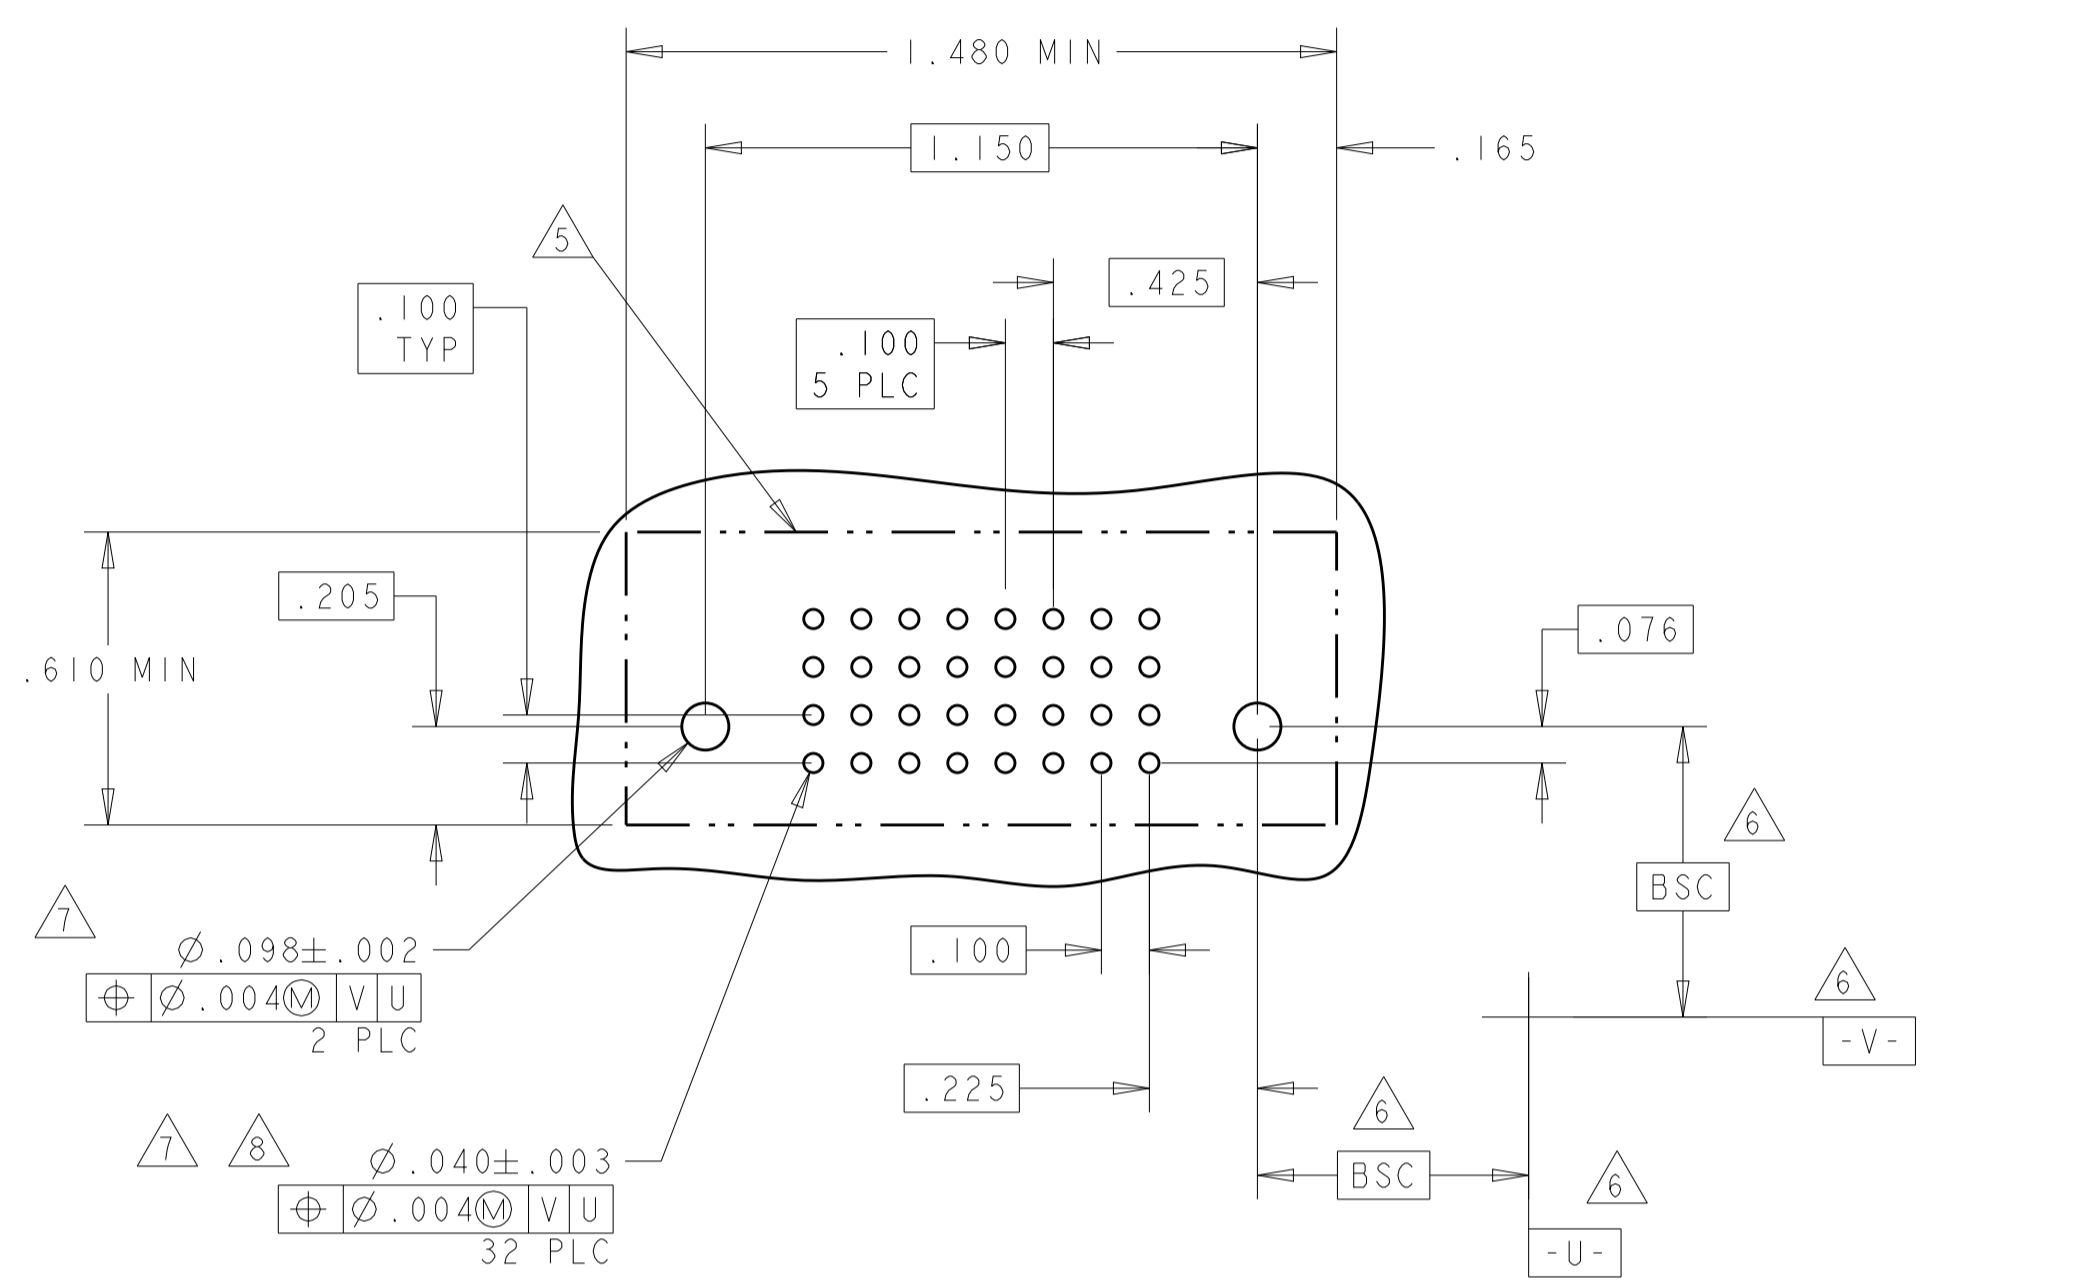 1.480 MIN
1.150
.165
5
.425
.100
TYP
.100
5 PLC
.205
.076
.610 MIN
6
BSC
7
Ø.098±.002
⌖ Ø.004Ⓜ V U
2 PLC
.100
6
-V-
.225
6
7 8
Ø.040±.003
⌖ Ø.004Ⓜ V U
32 PLC
BSC
6
-U-